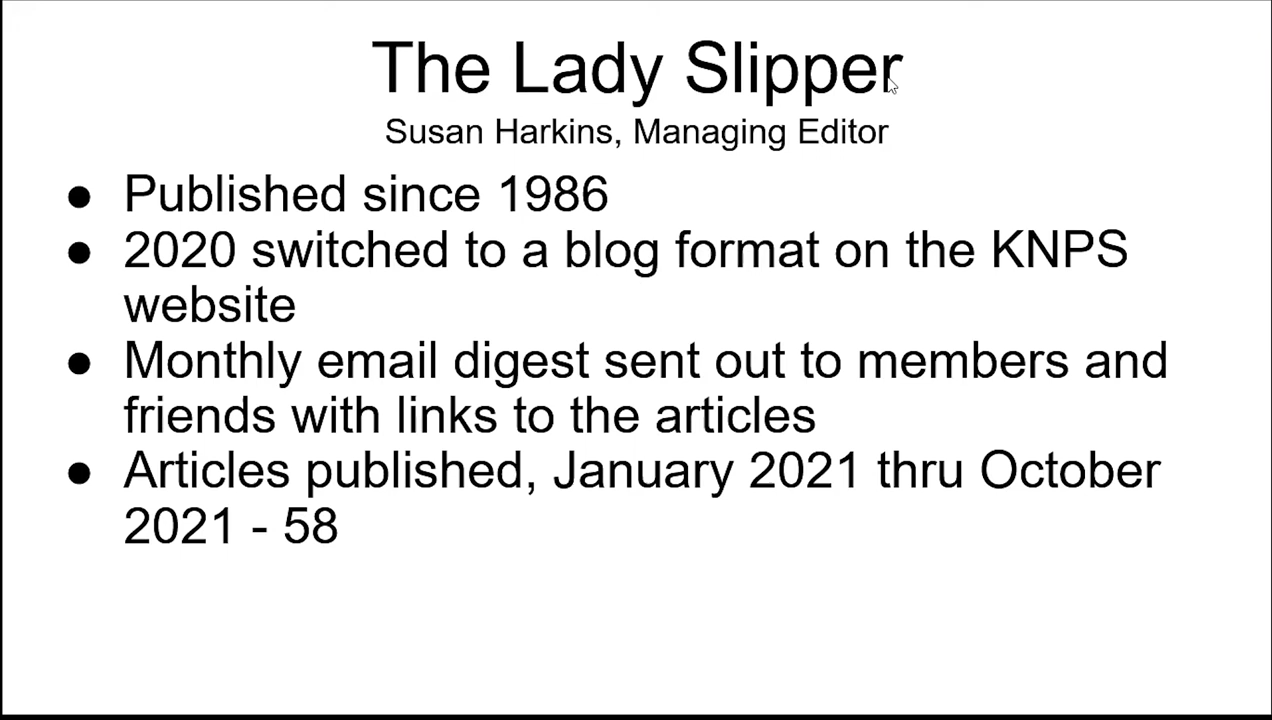 The Lady Slipper
Susan Harkins, Managing Editor
● Published since 1986
● 2020 switched to a blog format on the KNPS
website
● Monthly email digest sent out to members and
friends with links to the articles
● Articles published, January 2021 thru October
2021 - 58